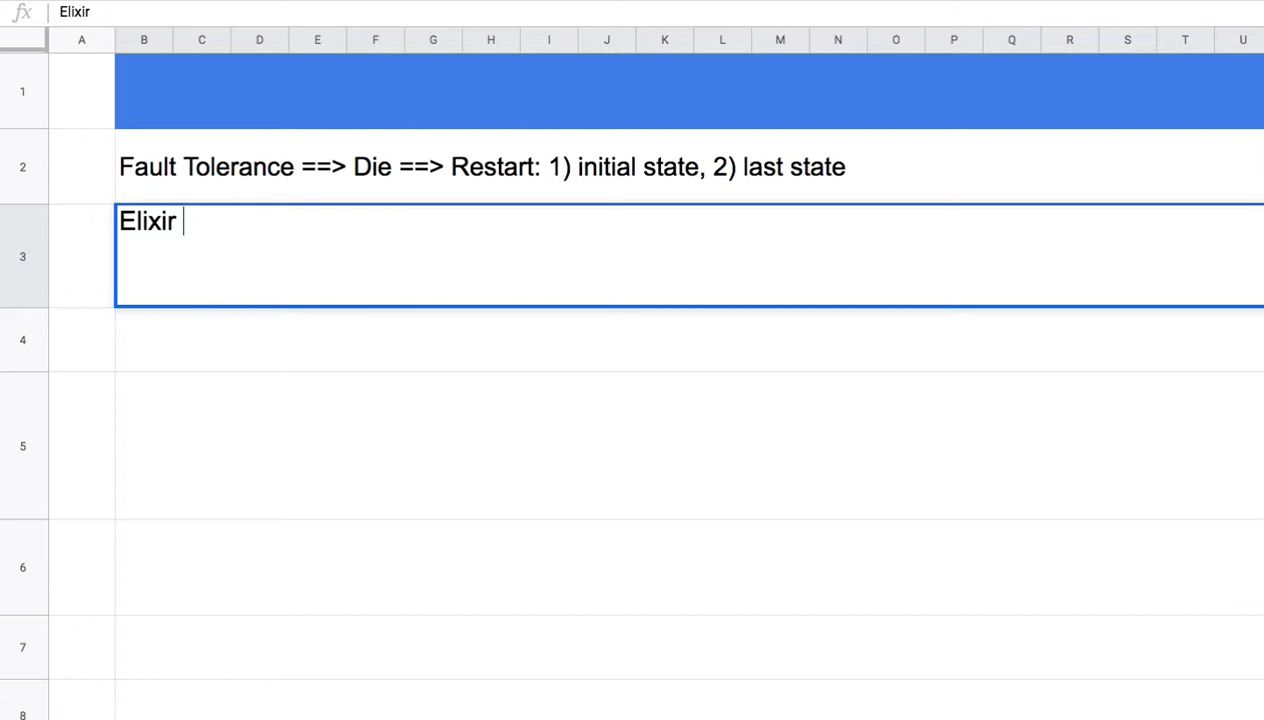 fx Elixir
A B C D E F G H I J K L M N O P Q R S T U
1
2 Fault Tolerance ==> Die ==> Restart: 1) initial state, 2) last state
3 Elixir
4
5
6
7
8